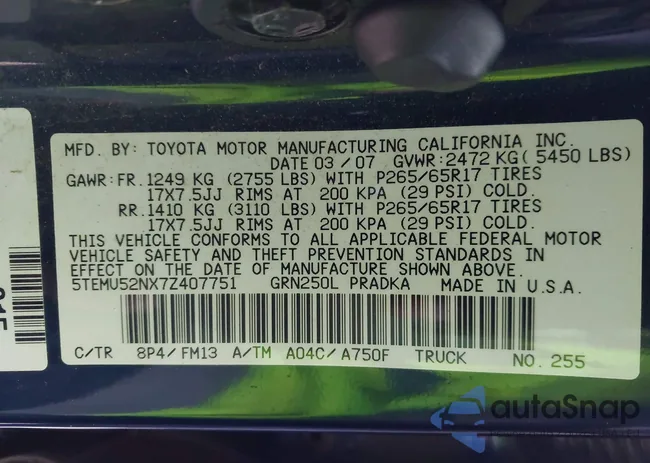 MFD. BY: TOYOTA MOTOR MANUFACTURING CALIFORNIA INC.
DATE 03 / 07 GVWR: 2472 KG( 5450 LBS)
GAWR: FR. 1249 KG (2755 LBS) WITH P265/65R17 TIRES
17X7.5JJ RIMS AT 200 KPA (29 PSI) COLD.
RR. 1410 KG (3110 LBS) WITH P265/65R17 TIRES
17X7.5JJ RIMS AT 200 KPA (29 PSI) COLD.
THIS VEHICLE CONFORMS TO ALL APPLICABLE FEDERAL MOTOR
VEHICLE SAFETY AND THEFT PREVENTION STANDARDS IN
EFFECT ON THE DATE OF MANUFACTURE SHOWN ABOVE.
5TEMU52NX7Z407751 GRN250L PRADKA MADE IN U.S.A.
C/TR 8P4/ FM13 A/TM A04C/ A750F TRUCK NO. 255
autaSnap